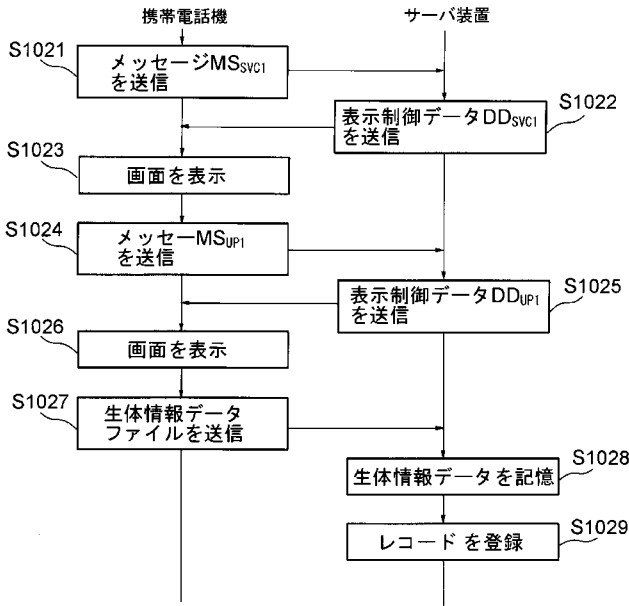 携帯電話機
サーバ装置
S1021
メッセージMSSVC1
を送信
S1022
表示制御データDDSVC1
を送信
S1023
画面を表示
S1024
メッセーMSUP1
を送信
S1025
表示制御データDDUP1
を送信
S1026
画面を表示
S1027
生体情報データ
ファイルを送信
S1028
生体情報データを記憶
S1029
レコード を登録